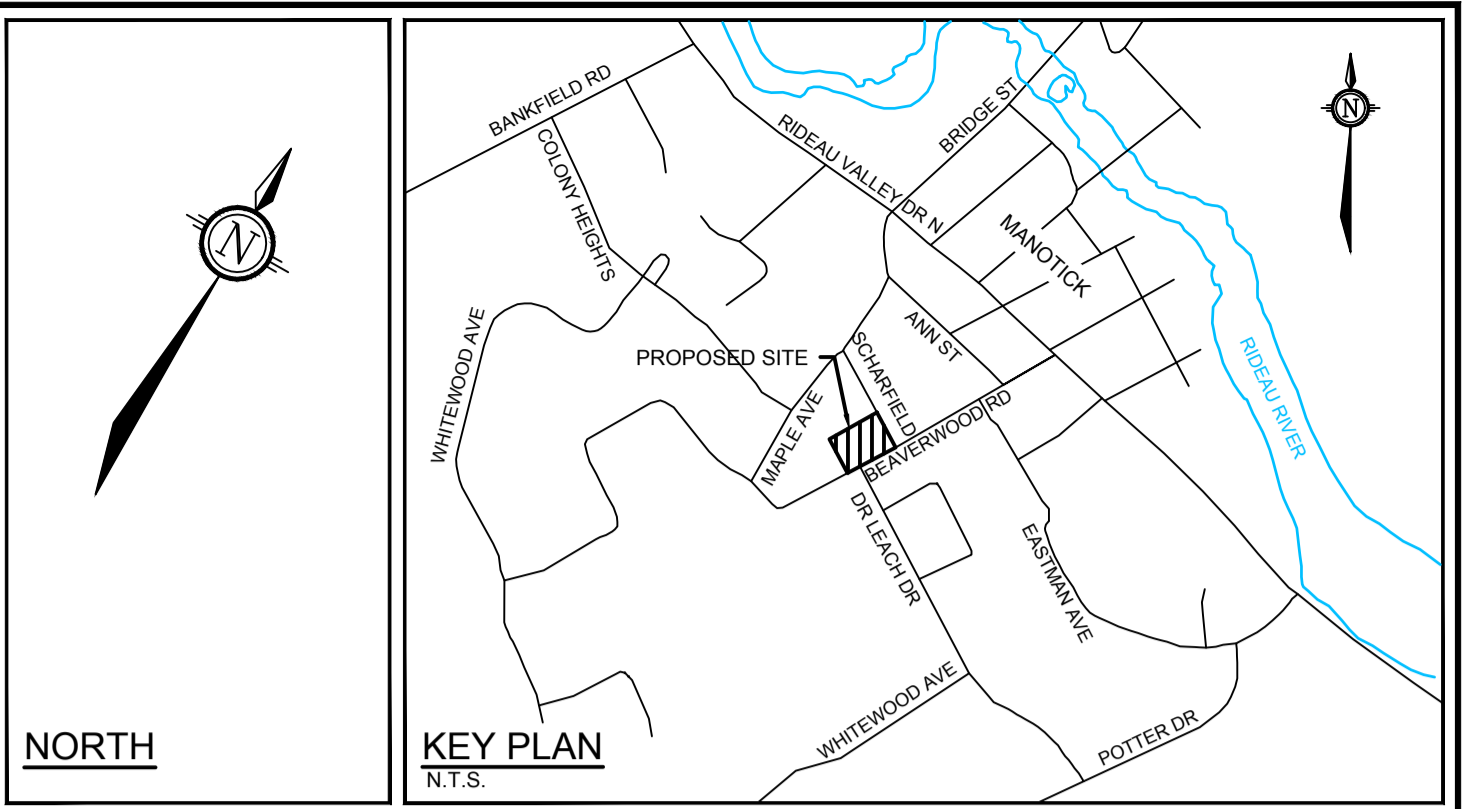 N
NORTH
BANKFIELD RD
COLONY HEIGHTS
RIDEAU VALLEY DR N
BRIDGE ST
N
MANOTICK
WHITEWOOD AVE
ANN ST
SCHARFIELD
PROPOSED SITE
MAPLE AVE
BEAVERWOOD RD
RIDEAU RIVER
DR LEACH DR
EASTMAN AVE
WHITEWOOD AVE
POTTER DR
KEY PLAN
N.T.S.